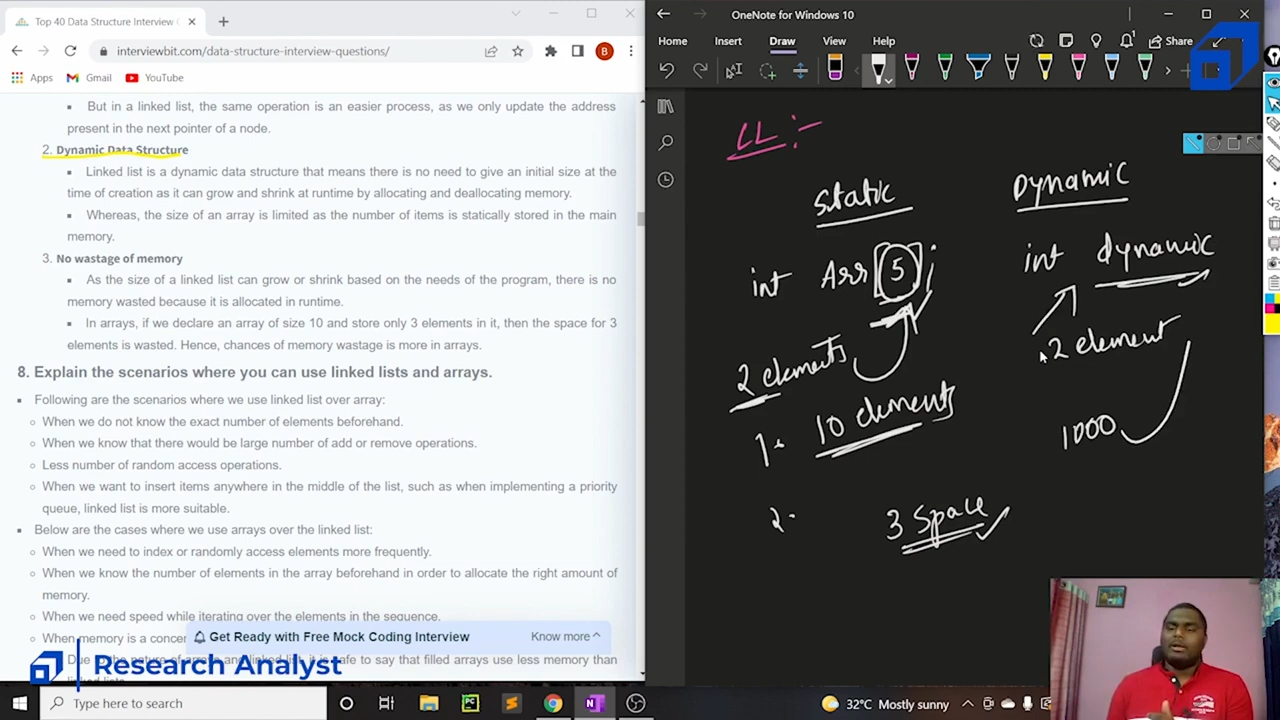 Top 40 Data Structure Interview
interviewbit.com/data-structure-interview-questions/
B
Apps
Gmail
YouTube
But in a linked list, the same operation is an easier process, as we only update the address
present in the next pointer of a node.
2. Dynamic Data Structure
Linked list is a dynamic data structure that means there is no need to give an initial size at the
time of creation as it can grow and shrink at runtime by allocating and deallocating memory.
Whereas, the size of an array is limited as the number of items is statically stored in the main
memory.
3. No wastage of memory
As the size of a linked list can grow or shrink based on the needs of the program, there is no
memory wasted because it is allocated in runtime.
In arrays, if we declare an array of size 10 and store only 3 elements in it, then the space for 3
elements is wasted. Hence, chances of memory wastage is more in arrays.
8. Explain the scenarios where you can use linked lists and arrays.
Following are the scenarios where we use linked list over array:
When we do not know the exact number of elements beforehand.
When we know that there would be large number of add or remove operations.
Less number of random access operations.
When we want to insert items anywhere in the middle of the list, such as when implementing a priority
queue, linked list is more suitable.
Below are the cases where we use arrays over the linked list:
When we need to index or randomly access elements more frequently.
When we know the number of elements in the array beforehand in order to allocate the right amount of
memory.
When we need speed while iterating over the elements in the sequence.
When memory is a conce
Get Ready with Free Mock Coding Interview
Know more
Research Analyst
safe to say that filled arrays use less memory than
OneNote for Windows 10
Home
Insert
Draw
View
Help
Share
LL :-
Static
Dynamic
int Arr[5];
int dynamic
2 elements
2 element
1. 10 elements
1000
2.
3 Space
Type here to search
32°C Mostly sunny